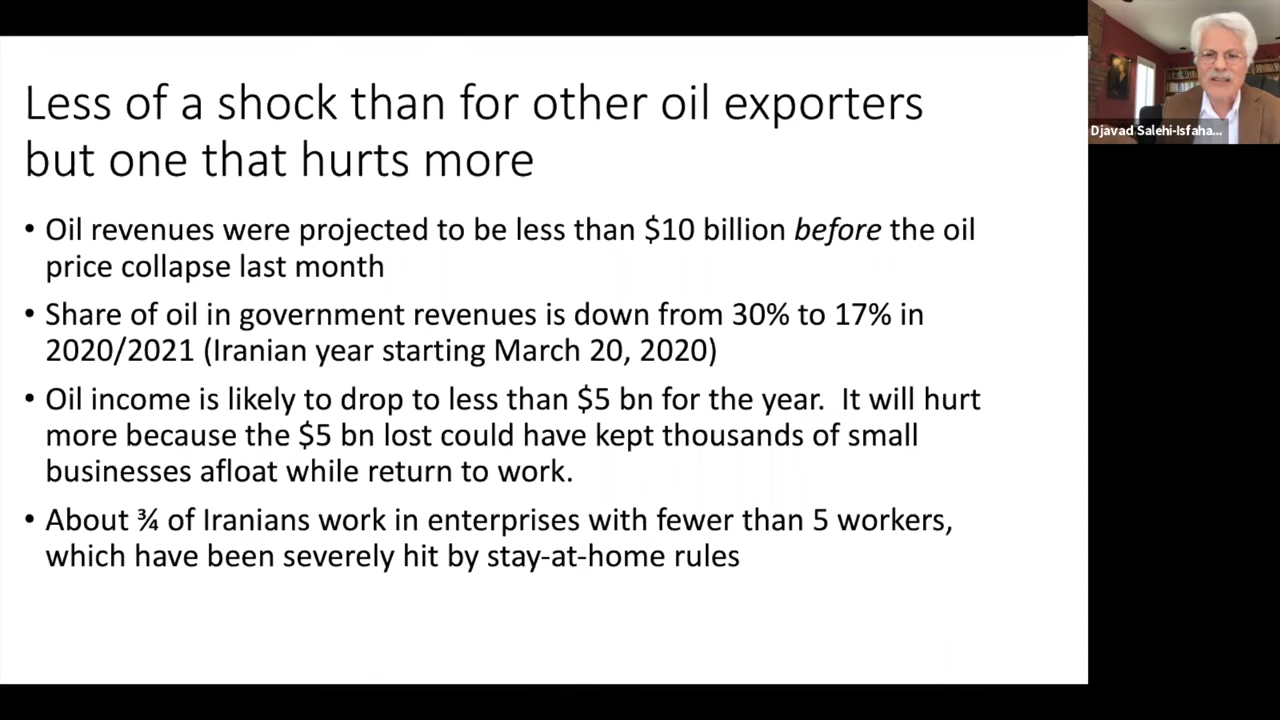 Less of a shock than for other oil exporters
but one that hurts more
• Oil revenues were projected to be less than $10 billion before the oil
price collapse last month
• Share of oil in government revenues is down from 30% to 17% in
2020/2021 (Iranian year starting March 20, 2020)
• Oil income is likely to drop to less than $5 bn for the year.  It will hurt
more because the $5 bn lost could have kept thousands of small
businesses afloat while return to work.
• About ¾ of Iranians work in enterprises with fewer than 5 workers,
which have been severely hit by stay-at-home rules
Djavad Salehi-Isfaha...